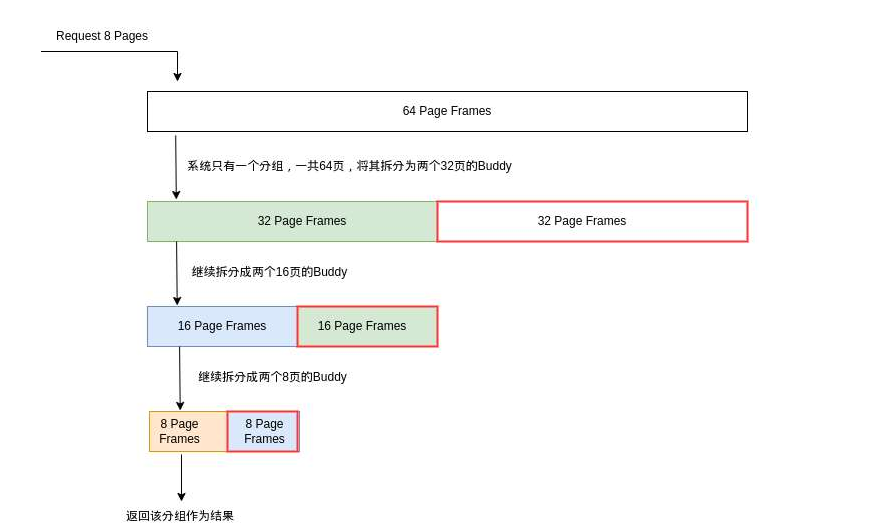 Request 8 Pages
64 Page Frames
系统只有一个分组，一共64页，将其拆分为两个32页的Buddy
32 Page Frames
32 Page Frames
继续拆分成两个16页的Buddy
16 Page Frames
16 Page Frames
继续拆分成两个8页的Buddy
8 Page
Frames
8 Page
Frames
返回该分组作为结果